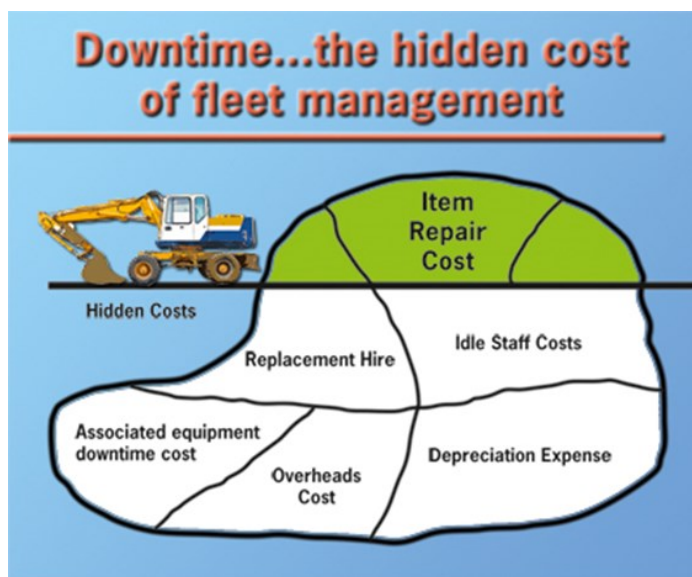 Downtime...the hidden cost
of fleet management
Item
Repair
Cost
Hidden Costs
Replacement Hire
Idle Staff Costs
Associated equipment
downtime cost
Overheads
Cost
Depreciation Expense